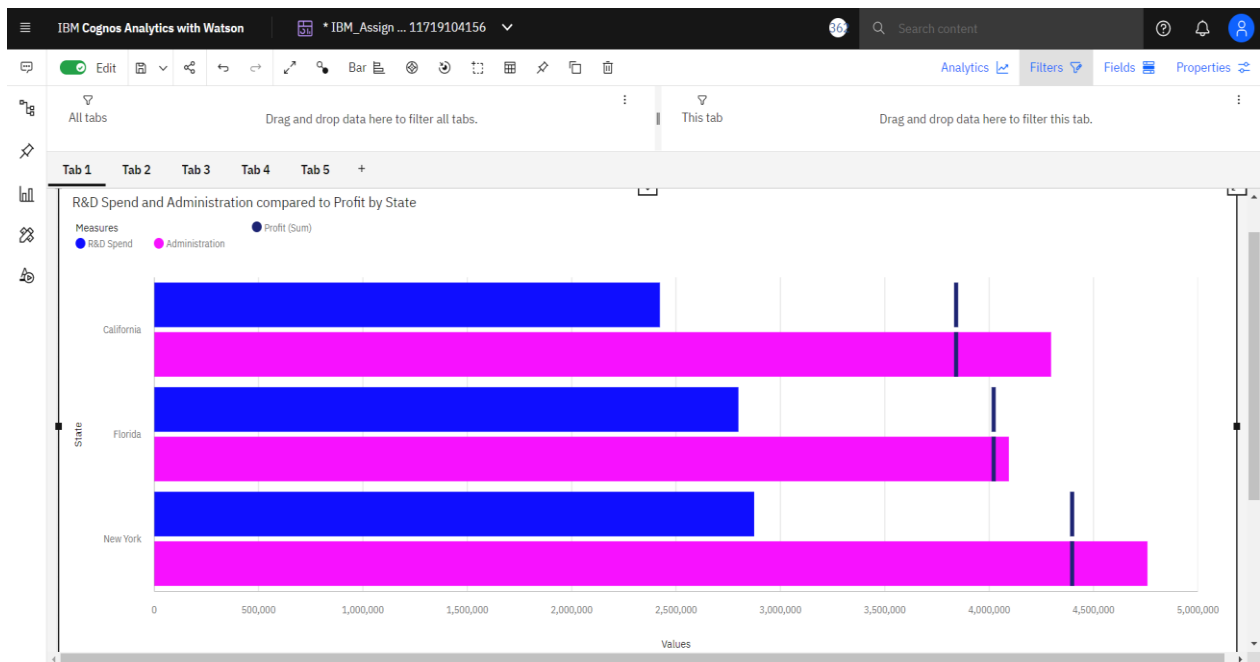 IBM Cognos Analytics with Watson
* IBM_Assign ... 11719104156
362
Search content
Edit
Bar
Analytics
Filters
Fields
Properties
All tabs
Drag and drop data here to filter all tabs.
This tab
Drag and drop data here to filter this tab.
Tab 1 Tab 2 Tab 3 Tab 4 Tab 5 +
R&D Spend and Administration compared to Profit by State
Measures
Profit (Sum)
R&D Spend Administration
State
California
Florida
New York
0 500,000 1,000,000 1,500,000 2,000,000 2,500,000 3,000,000 3,500,000 4,000,000 4,500,000 5,000,000
Values